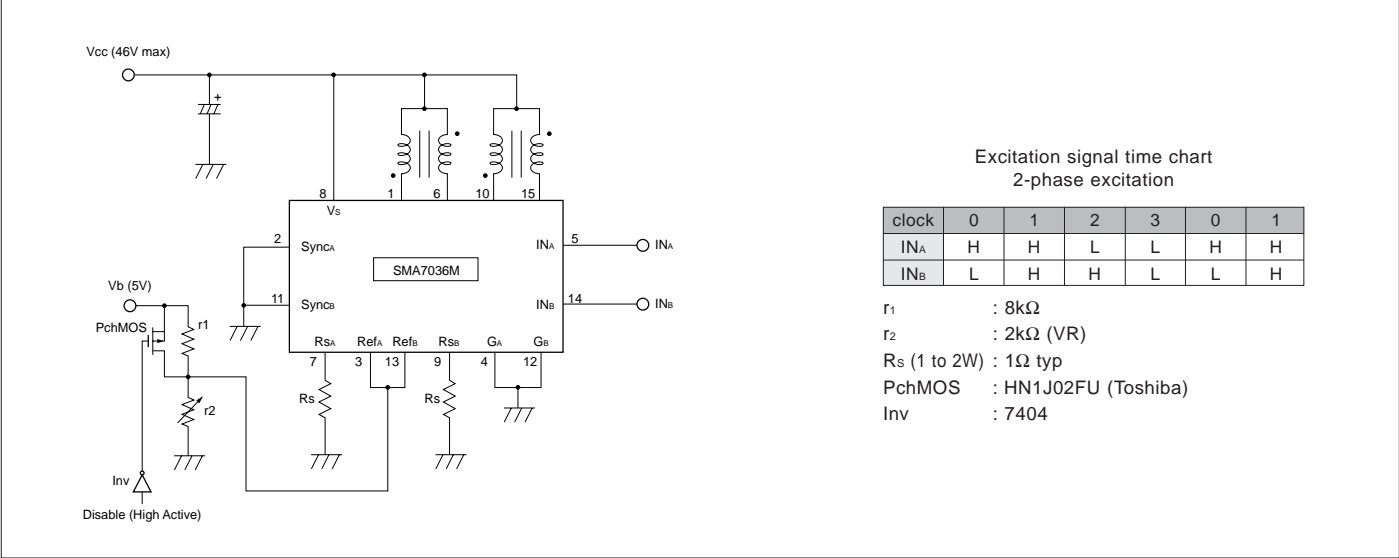 Vcc (46V max)
+
8 1 6 10 15
Vs
2 SyncA INA 5 INA
SMA7036M
Vb (5V)
11 SyncB INB 14 INB
PchMOS r1
RsA RefA RefB RsB GA GB
7 3 13 9 4 12
r2 Rs Rs
Inv
Disable (High Active)
Excitation signal time chart
2-phase excitation
clock 0 1 2 3 0 1
INA H H L L H H
INB L H H L L H
r1 : 8kΩ
r2 : 2kΩ (VR)
Rs (1 to 2W) : 1Ω typ
PchMOS : HN1J02FU (Toshiba)
Inv : 7404